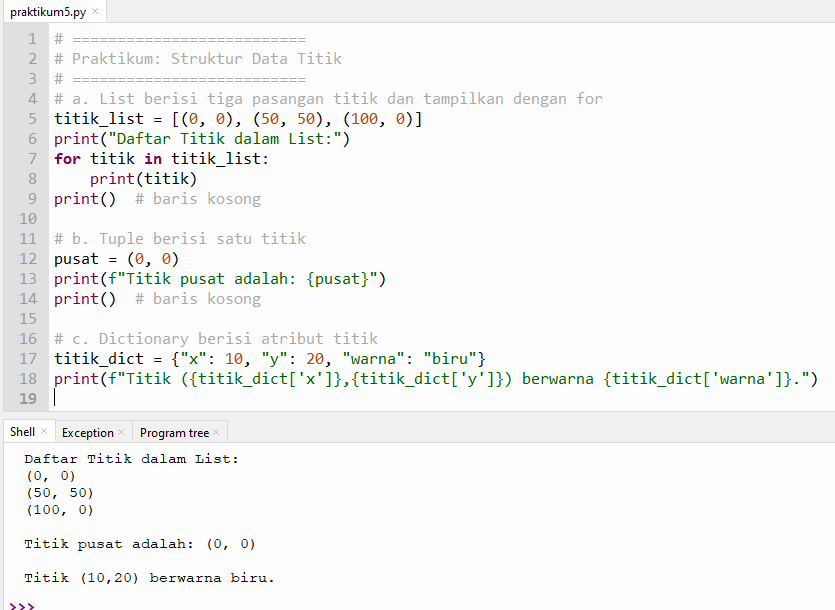 praktikum5.py ×
1 # ==========================
2 # Praktikum: Struktur Data Titik
3 # ==========================
4 # a. List berisi tiga pasangan titik dan tampilkan dengan for
5 titik_list = [(0, 0), (50, 50), (100, 0)]
6 print("Daftar Titik dalam List:")
7 for titik in titik_list:
8     print(titik)
9 print()  # baris kosong
10
11 # b. Tuple berisi satu titik
12 pusat = (0, 0)
13 print(f"Titik pusat adalah: {pusat}")
14 print()  # baris kosong
15
16 # c. Dictionary berisi atribut titik
17 titik_dict = {"x": 10, "y": 20, "warna": "biru"}
18 print(f"Titik ({titik_dict['x']},{titik_dict['y']}) berwarna {titik_dict['warna']}.")
19
Shell × Exception × Program tree ×
Daftar Titik dalam List:
(0, 0)
(50, 50)
(100, 0)
Titik pusat adalah: (0, 0)
Titik (10,20) berwarna biru.
>>>